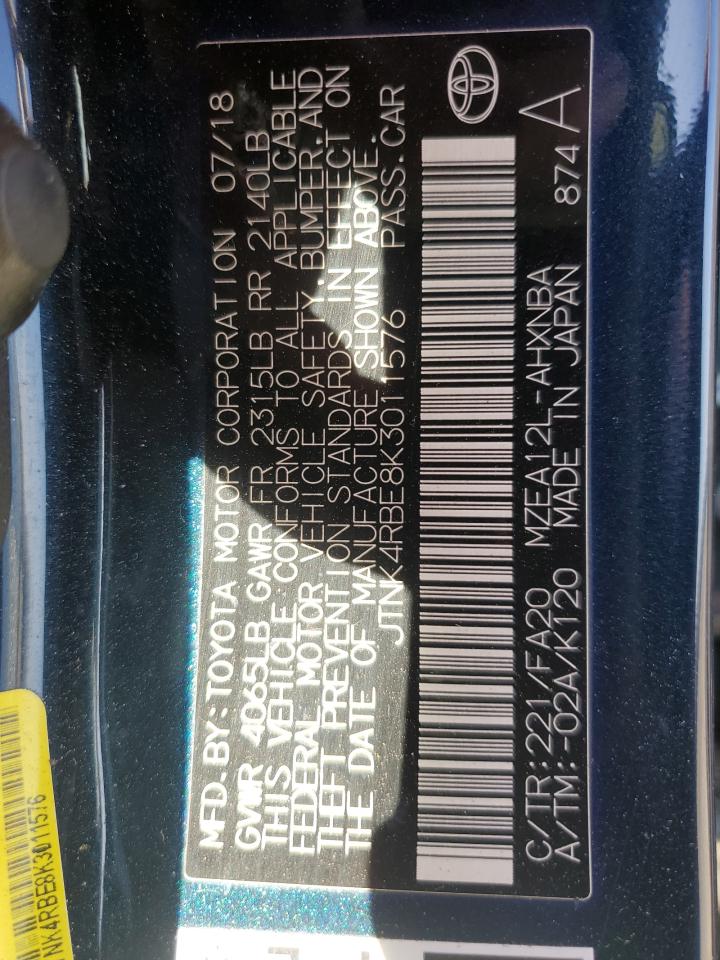 MFD.BY:TOYOTA MOTOR CORPORATION 07/18
GVWR 4065LB GAWR FR 2315LB RR 2140LB
THIS VEHICLE CONFORMS TO ALL APPLICABLE
FEDERAL MOTOR VEHICLE SAFETY, BUMPER,AND
THEFT PREVENTION STANDARDS IN EFFECT ON
THE DATE OF MANUFACTURE SHOWN ABOVE.
JTNK4RBE8K3011576 PASS.CAR
C/TR:221/FA20 MZEA12L-AHXNBA
A/TM:-02A/K120 MADE IN JAPAN 874 A
NK4RBE8K3011576